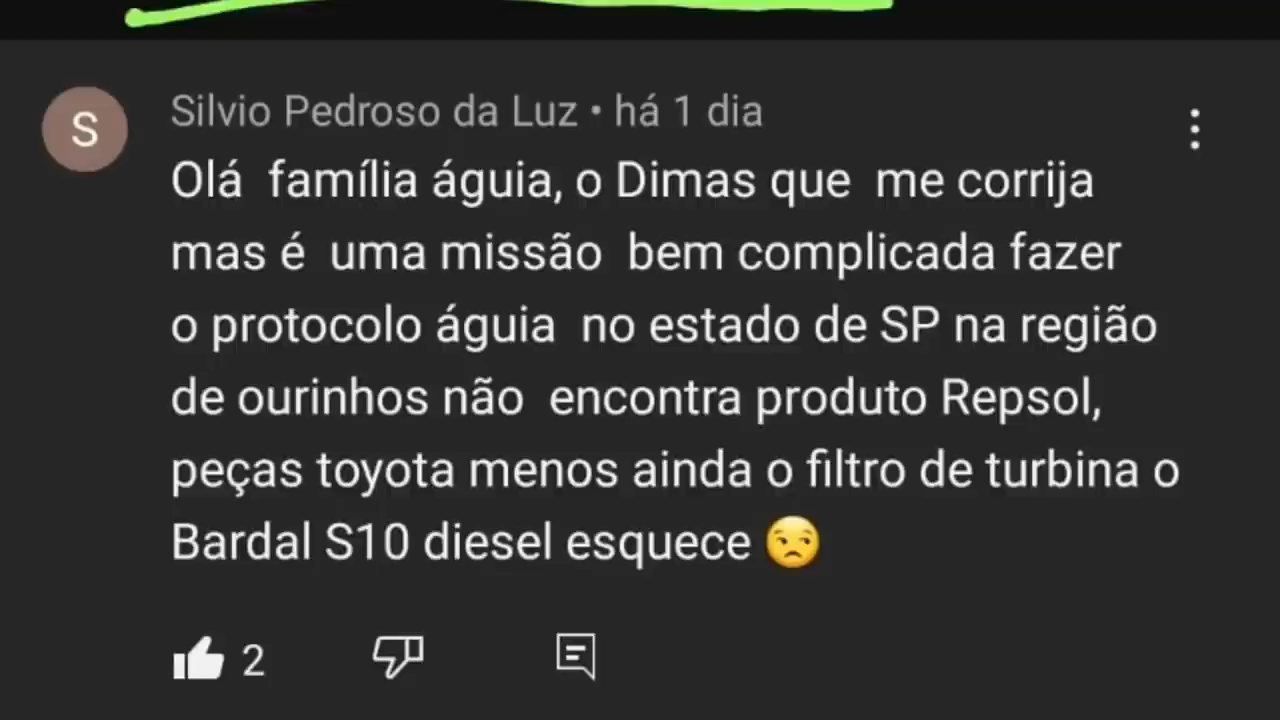 S
Silvio Pedroso da Luz • há 1 dia
Olá família águia, o Dimas que me corrija
mas é uma missão bem complicada fazer
o protocolo águia no estado de SP na região
de ourinhos não encontra produto Repsol,
peças toyota menos ainda o filtro de turbina o
Bardal S10 diesel esquece 😒
2